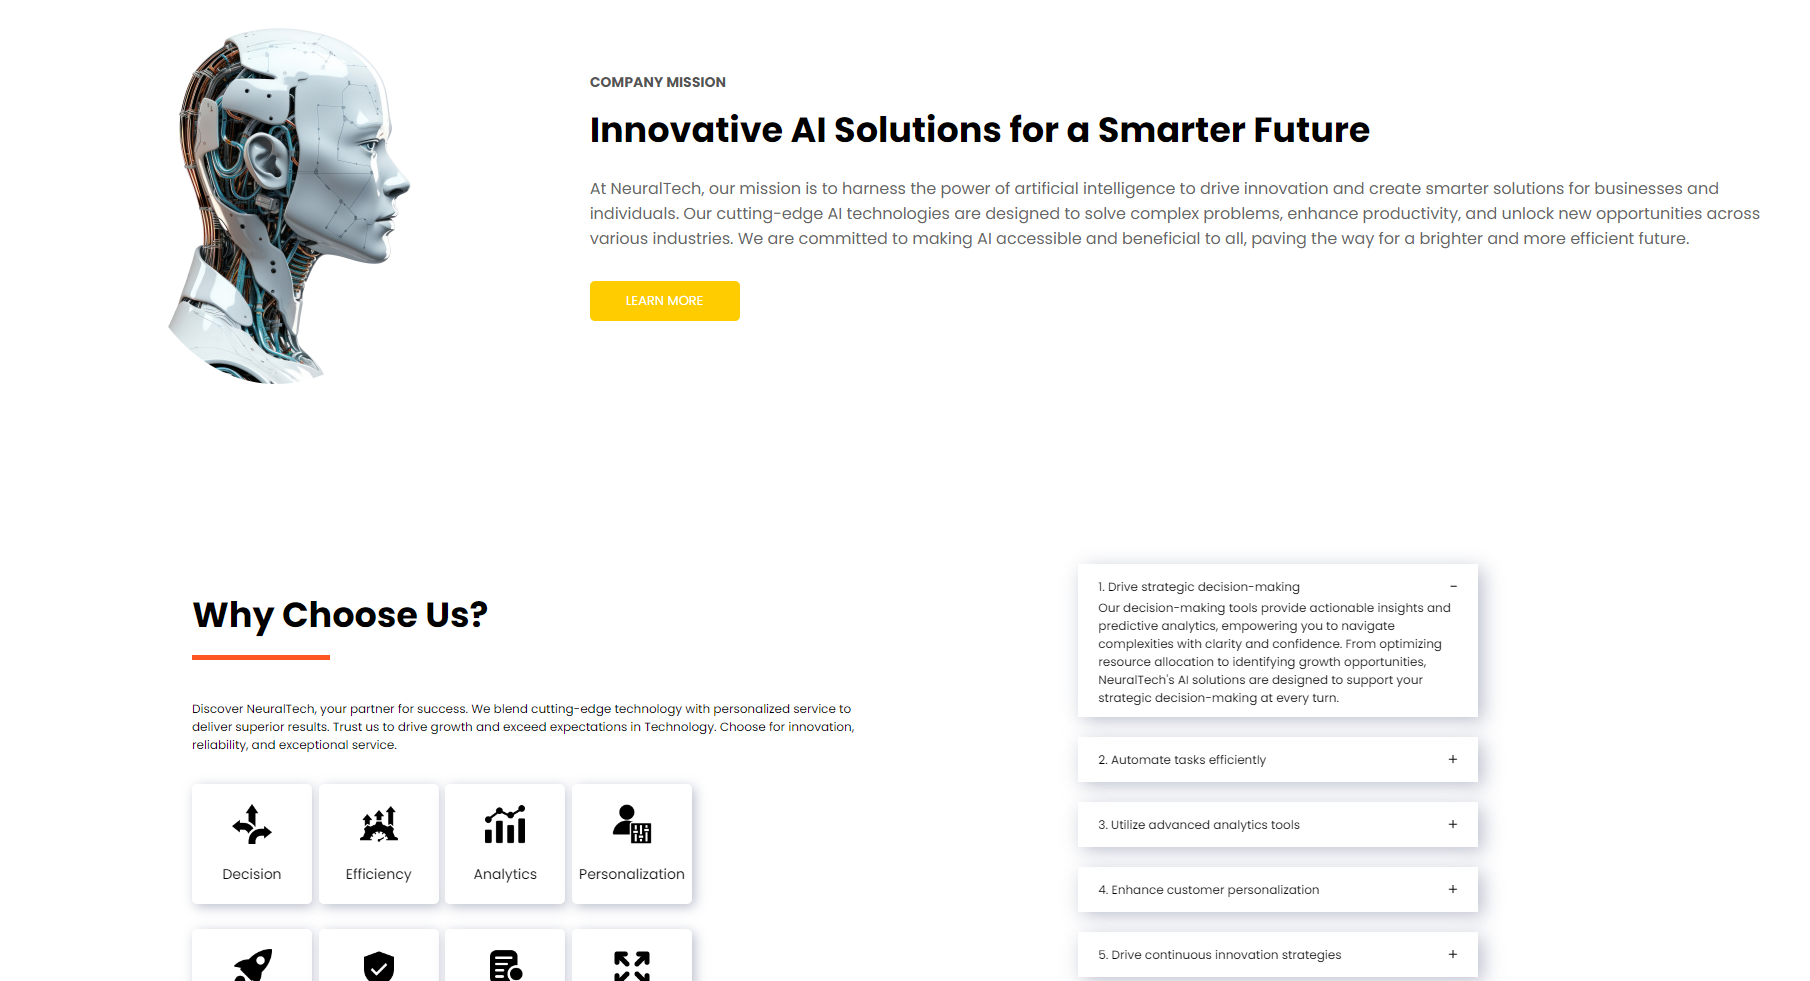 COMPANY MISSION
Innovative AI Solutions for a Smarter Future
At NeuralTech, our mission is to harness the power of artificial intelligence to drive innovation and create smarter solutions for businesses and
individuals. Our cutting-edge AI technologies are designed to solve complex problems, enhance productivity, and unlock new opportunities across
various industries. We are committed to making AI accessible and beneficial to all, paving the way for a brighter and more efficient future.
LEARN MORE
Why Choose Us?
Discover NeuralTech, your partner for success. We blend cutting-edge technology with personalized service to
deliver superior results. Trust us to drive growth and exceed expectations in Technology. Choose for innovation,
reliability, and exceptional service.
Decision
Efficiency
Analytics
Personalization
1. Drive strategic decision-making −
Our decision-making tools provide actionable insights and
predictive analytics, empowering you to navigate
complexities with clarity and confidence. From optimizing
resource allocation to identifying growth opportunities,
NeuralTech's AI solutions are designed to support your
strategic decision-making at every turn.
2. Automate tasks efficiently +
3. Utilize advanced analytics tools +
4. Enhance customer personalization +
5. Drive continuous innovation strategies +